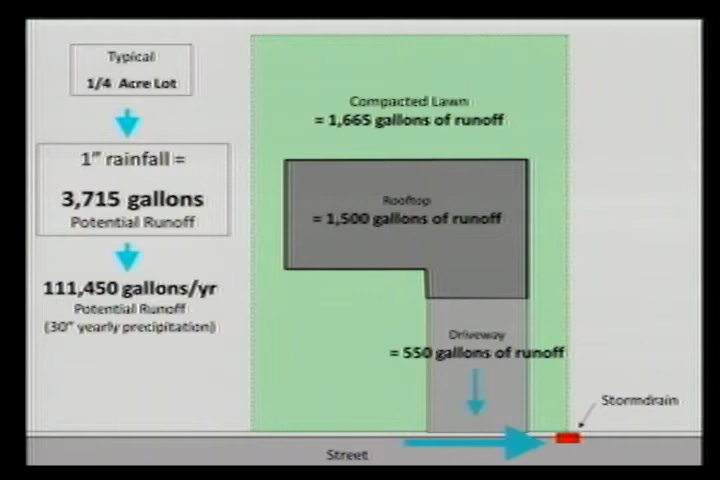 Typical
1/4 Acre Lot
1" rainfall =
3,715 gallons
Potential Runoff
111,450 gallons/yr
Potential Runoff
(30" yearly precipitation)
Compacted Lawn
= 1,665 gallons of runoff
Rooftop
= 1,500 gallons of runoff
Driveway
= 550 gallons of runoff
Stormdrain
Street